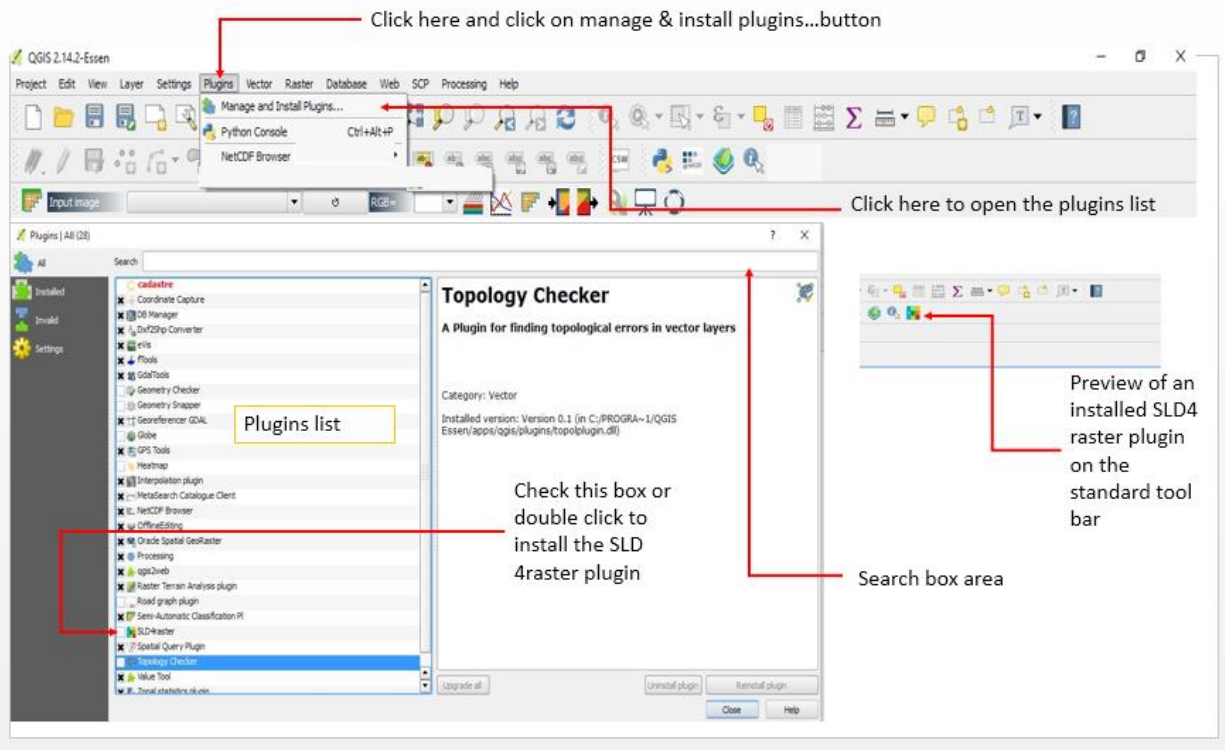 Click here and click on manage & install plugins...button
QGIS 2.14.2-Essen
Project Edit View Layer Settings Plugins Vector Raster Database Web SCP Processing Help
Manage and Install Plugins...
Python Console Ctrl+Alt+P
NetCDF Browser
CSW
Input image RGB=
Click here to open the plugins list
Plugins | All (28)
All
Search
Installed
Invalid
Settings
cadastre
Coordinate Capture
DB Manager
Dxf2Shp Converter
eVis
fTools
GdalTools
Geometry Checker
Geometry Snapper
Georeferencer GDAL
Globe
GPS Tools
Heatmap
Interpolation plugin
MetaSearch Catalogue Client
NetCDF Browser
OfflineEditing
Oracle Spatial GeoRaster
Processing
qgis2web
Raster Terrain Analysis plugin
Road graph plugin
Semi-Automatic Classification Pl
SLD4raster
Spatial Query Plugin
Topology Checker
Value Tool
Zonal statistics plugin
Plugins list
Topology Checker
A Plugin for finding topological errors in vector layers
Category: Vector
Installed version: Version 0.1 (in C:/PROGRA~1/QGIS
Essen/apps/qgis/plugins/topolplugin.dll)
Check this box or
double click to
install the SLD
4raster plugin
Upgrade all Uninstall plugin Reinstall plugin
Close Help
Preview of an
installed SLD4
raster plugin
on the
standard tool
bar
Search box area